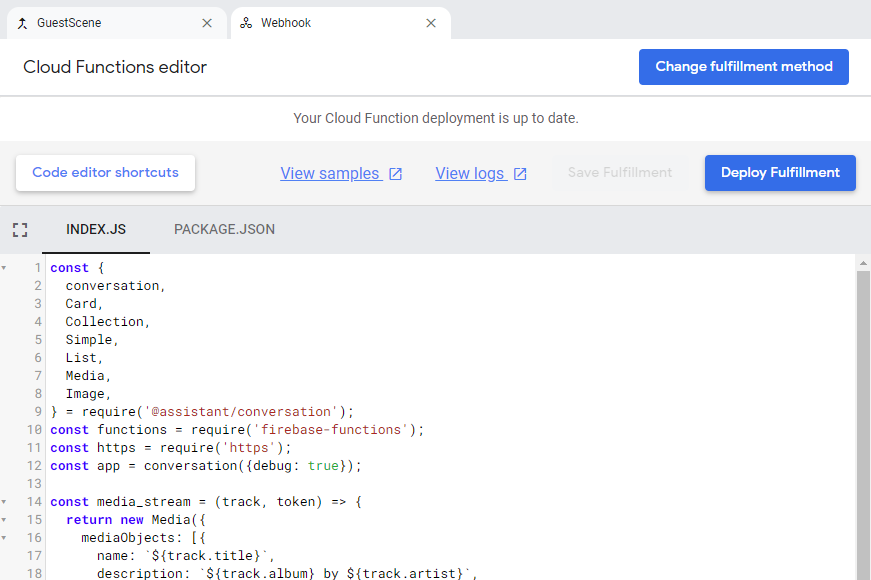 GuestScene
Webhook
Cloud Functions editor
Change fulfillment method
Your Cloud Function deployment is up to date.
Code editor shortcuts
View samples
View logs
Save Fulfillment
Deploy Fulfillment
INDEX.JS
PACKAGE.JSON
1 const {
2   conversation,
3   Card,
4   Collection,
5   Simple,
6   List,
7   Media,
8   Image,
9 } = require('@assistant/conversation');
10 const functions = require('firebase-functions');
11 const https = require('https');
12 const app = conversation({debug: true});
13
14 const media_stream = (track, token) => {
15   return new Media({
16     mediaObjects: [{
17       name: `${track.title}`,
18       description: `${track.album} by ${track.artist}`,